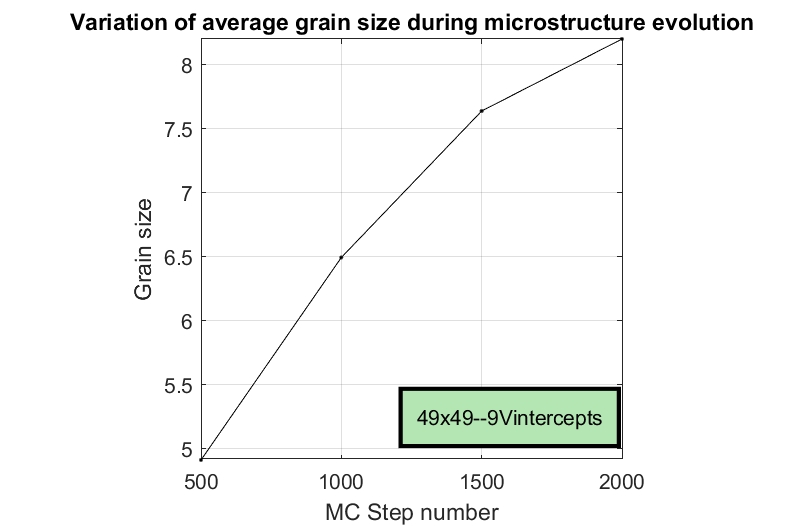 Variation of average grain size during microstructure evolution
8
7.5
7
6.5
6
5.5
5
Grain size
49x49--9Vintercepts
500 1000 1500 2000
MC Step number